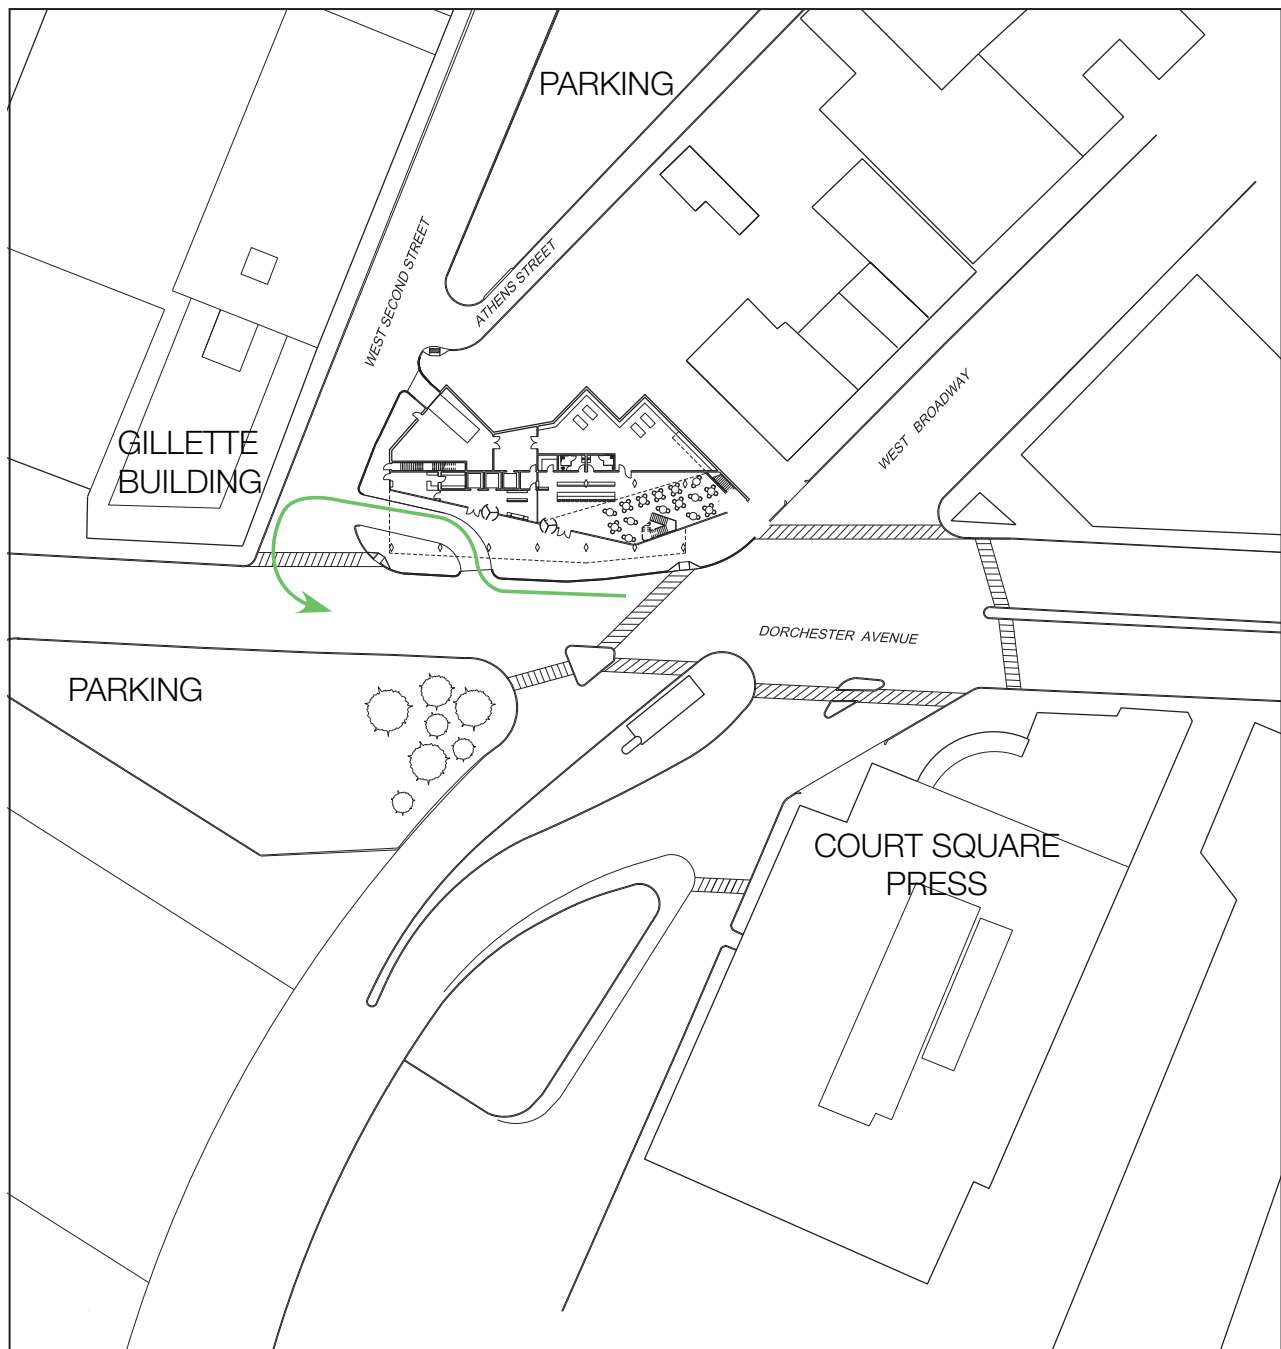 PARKING
WEST SECOND STREET
ATHENS STREET
GILLETTE
BUILDING
WEST BROADWAY
DORCHESTER AVENUE
PARKING
COURT SQUARE
PRESS